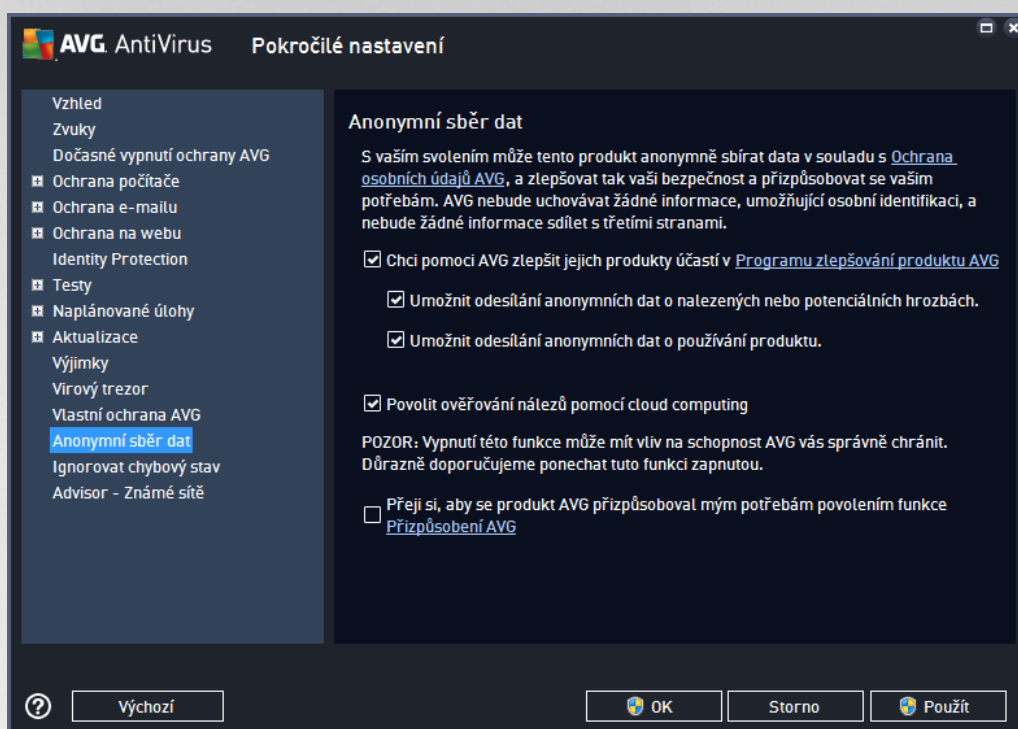 AVG. AntiVirus
Pokročilé nastavení
Vzhled
Zvuky
Dočasné vypnutí ochrany AVG
Ochrana počítače
Ochrana e-mailu
Ochrana na webu
Identity Protection
Testy
Naplánované úlohy
Aktualizace
Výjimky
Virový trezor
Vlastní ochrana AVG
Anonymní sběr dat
Ignorovat chybový stav
Advisor - Známé sítě
Anonymní sběr dat
S vaším svolením může tento produkt anonymně sbírat data v souladu s Ochrana
osobních údajů AVG, a zlepšovat tak vaši bezpečnost a přizpůsobovat se vašim
potřebám. AVG nebude uchovávat žádné informace, umožňující osobní identifikaci, a
nebude žádné informace sdílet s třetími stranami.
Chci pomoci AVG zlepšit jejich produkty účastí v Programu zlepšování produktu AVG
Umožnit odesílání anonymních dat o nalezených nebo potenciálních hrozbách.
Umožnit odesílání anonymních dat o používání produktu.
Povolit ověřování nálezů pomocí cloud computing
POZOR: Vypnutí této funkce může mít vliv na schopnost AVG vás správně chránit.
Důrazně doporučujeme ponechat tuto funkci zapnutou.
Přeji si, aby se produkt AVG přizpůsoboval mým potřebám povolením funkce
Přizpůsobení AVG
Výchozí
OK
Storno
Použít